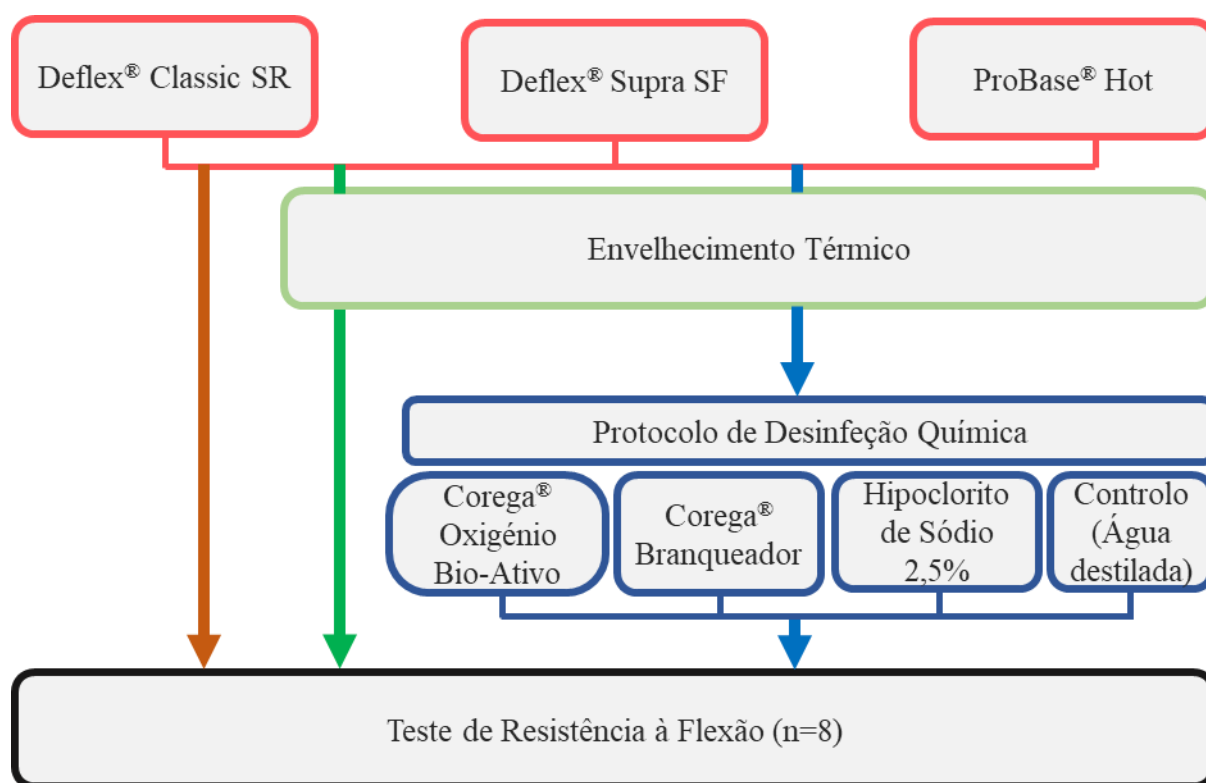 Deflex® Classic SR
Deflex® Supra SF
ProBase® Hot
Envelhecimento Térmico
Protocolo de Desinfeção Química
Corega®
Oxigénio
Bio-Ativo
Corega®
Branqueador
Hipoclorito
de Sódio
2,5%
Controlo
(Água
destilada)
Teste de Resistência à Flexão (n=8)